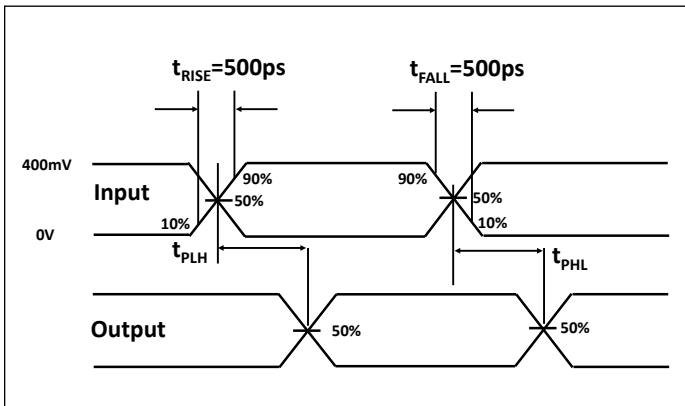 tRISE=500ps
tFALL=500ps
400mV
90%
90%
Input
50%
50%
10%
10%
0V
tPLH
tPHL
Output
50%
50%